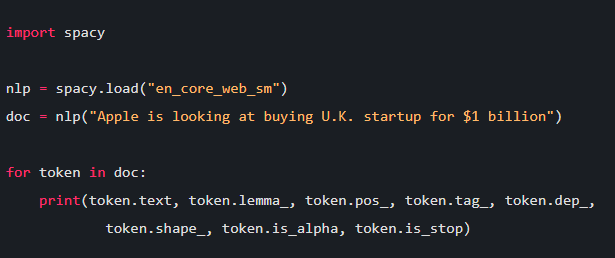 import spacy
nlp = spacy.load("en_core_web_sm")
doc = nlp("Apple is looking at buying U.K. startup for $1 billion")
for token in doc:
    print(token.text, token.lemma_, token.pos_, token.tag_, token.dep_,
            token.shape_, token.is_alpha, token.is_stop)